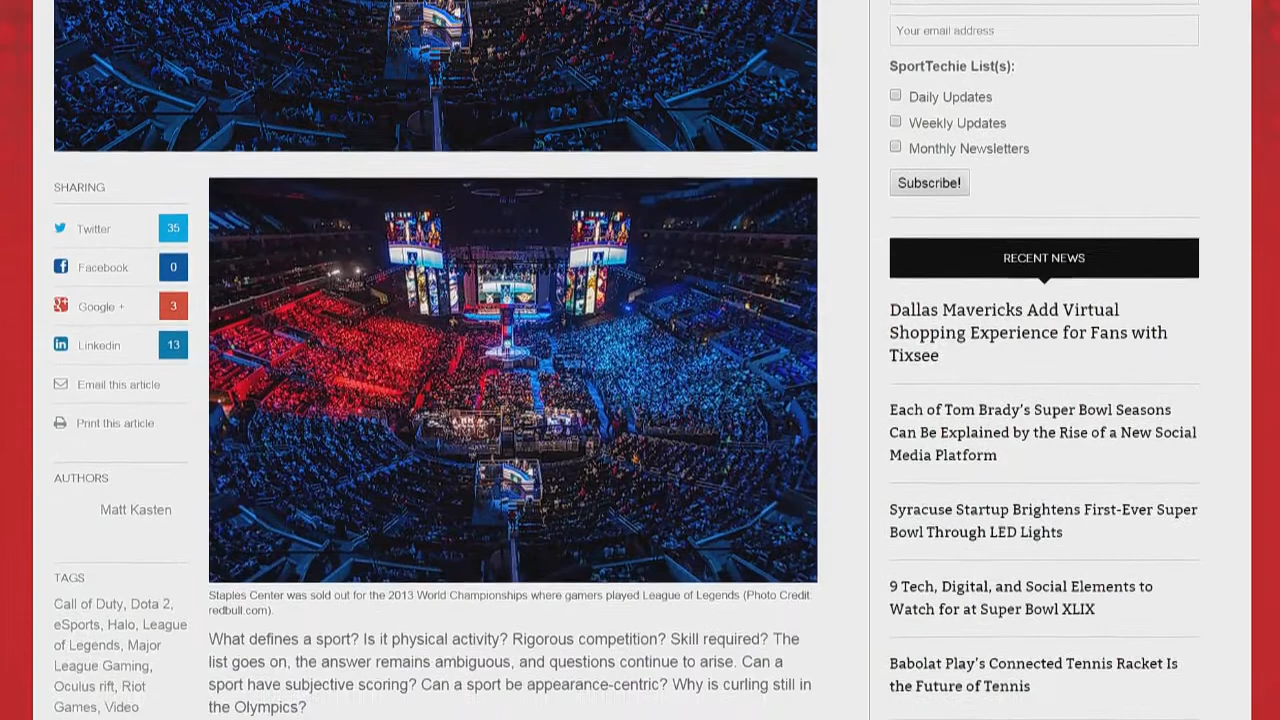 Your email address
SportTechie List(s):
Daily Updates
Weekly Updates
Monthly Newsletters
Subscribe!
SHARING
Twitter 35
Facebook 0
Google + 3
Linkedin 13
Email this article
Print this article
AUTHORS
Matt Kasten
TAGS
Call of Duty, Dota 2,
eSports, Halo, League
of Legends, Major
League Gaming,
Oculus rift, Riot
Games, Video
Staples Center was sold out for the 2013 World Championships where gamers played League of Legends (Photo Credit:
redbull.com).
What defines a sport? Is it physical activity? Rigorous competition? Skill required? The
list goes on, the answer remains ambiguous, and questions continue to arise. Can a
sport have subjective scoring? Can a sport be appearance-centric? Why is curling still in
the Olympics?
RECENT NEWS
Dallas Mavericks Add Virtual
Shopping Experience for Fans with
Tixsee
Each of Tom Brady's Super Bowl Seasons
Can Be Explained by the Rise of a New Social
Media Platform
Syracuse Startup Brightens First-Ever Super
Bowl Through LED Lights
9 Tech, Digital, and Social Elements to
Watch for at Super Bowl XLIX
Babolat Play's Connected Tennis Racket Is
the Future of Tennis